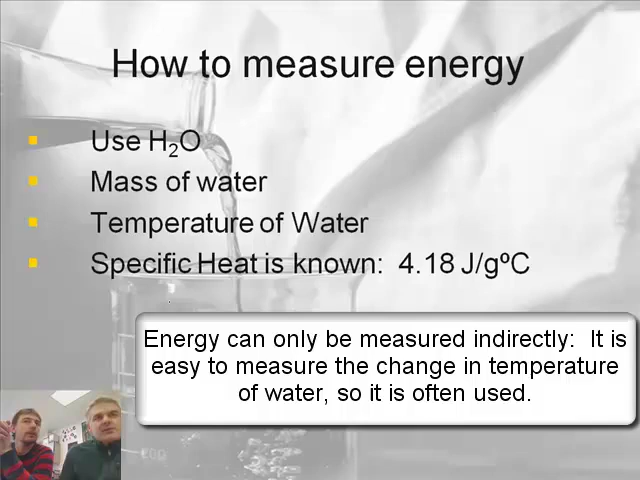 How to measure energy
Use H₂O
Mass of water
Temperature of Water
Specific Heat is known:  4.18 J/gºC
Energy can only be measured indirectly:  It is
easy to measure the change in temperature
of water, so it is often used.